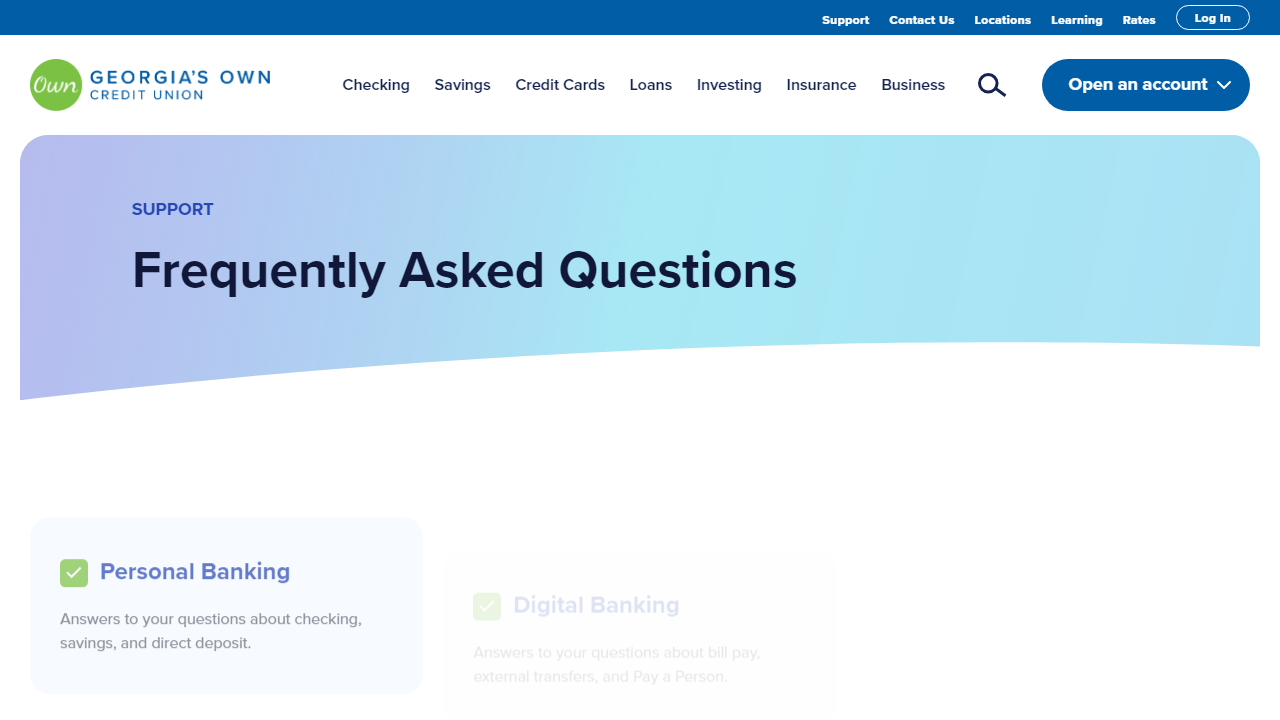 Support Contact Us Locations Learning Rates Log In
Own GEORGIA'S OWN
CREDIT UNION
Checking Savings Credit Cards Loans Investing Insurance Business Open an account
SUPPORT
Frequently Asked Questions
Personal Banking
Answers to your questions about checking,
savings, and direct deposit.
Digital Banking
Answers to your questions about bill pay,
external transfers, and Pay a Person.